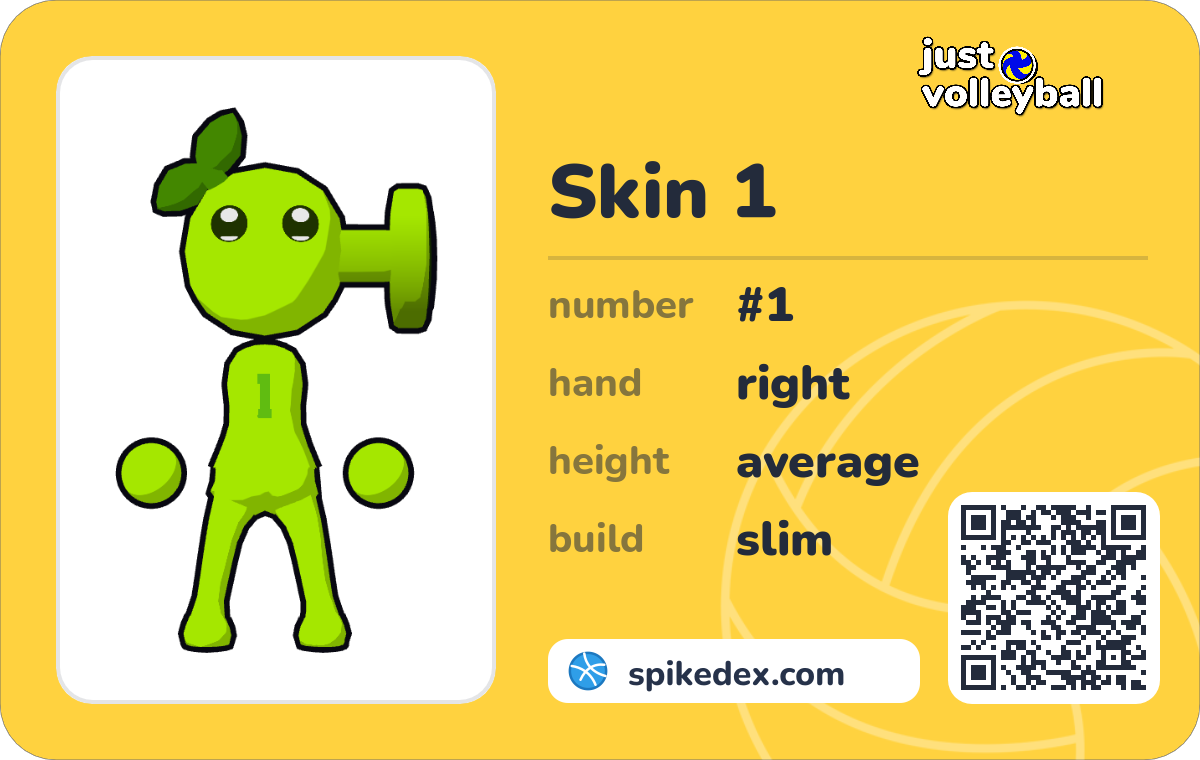 just
volleyball
Skin 1
number #1
hand right
height average
build slim
1
spikedex.com